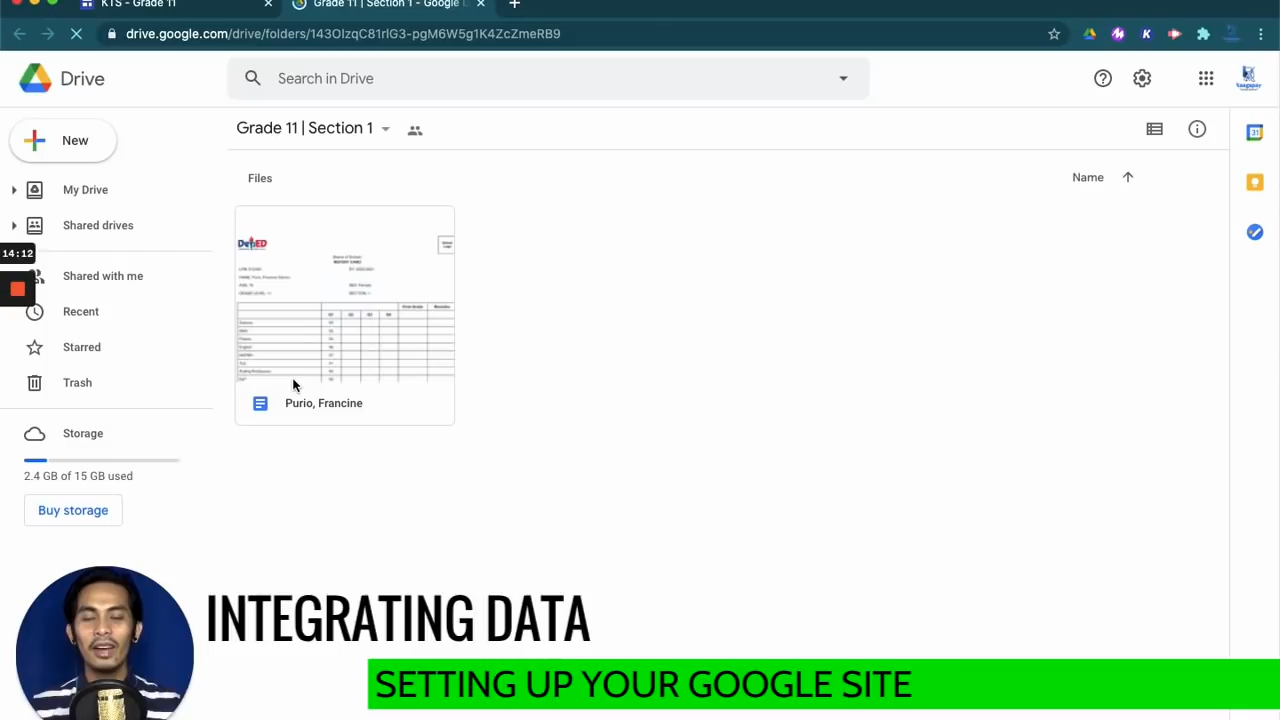 KTS - Grade 11
Grade 11 | Section 1 - Google
drive.google.com/drive/folders/143OIzqC81rIG3-pgM6W5g1K4ZcZmeRB9
Drive
Search in Drive
New
Grade 11 | Section 1
My Drive
Files
Name
Shared drives
14:12
DepED
Shared with me
Recent
Starred
Trash
Purio, Francine
Storage
2.4 GB of 15 GB used
Buy storage
31
INTEGRATING DATA
SETTING UP YOUR GOOGLE SITE